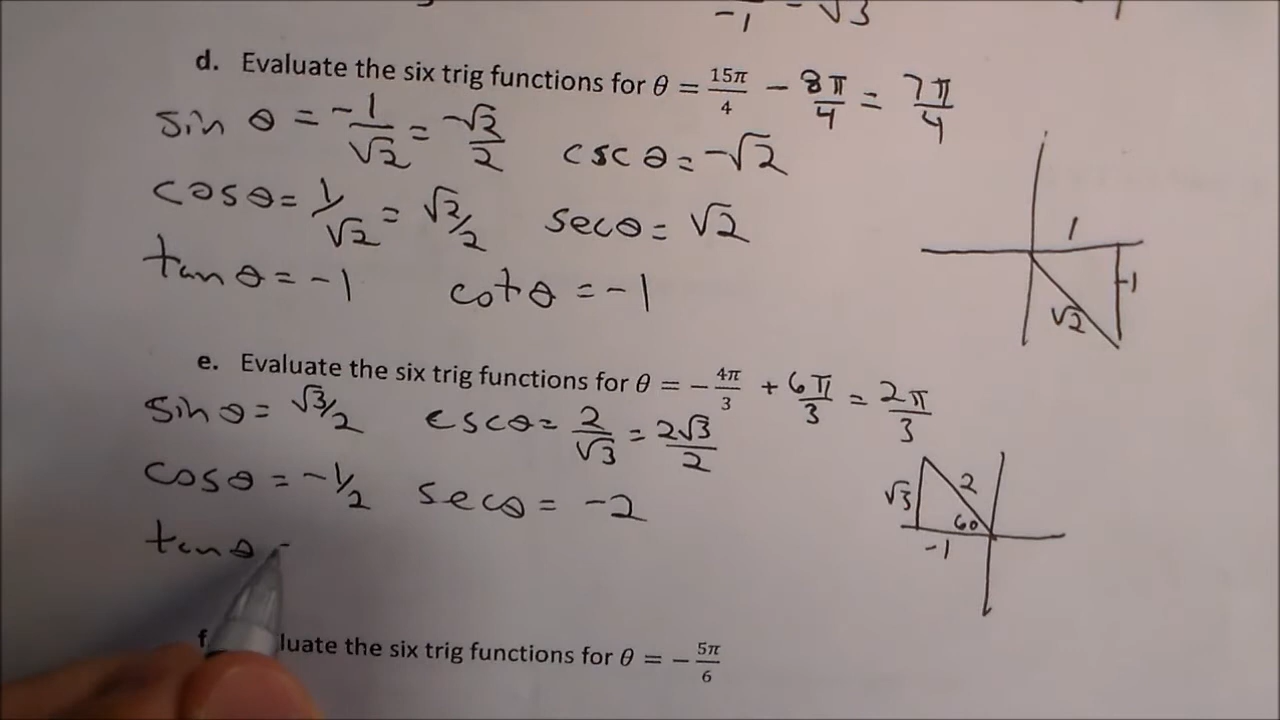 -1 √3
d. Evaluate the six trig functions for θ = 15π/4 - 8π/4 = 7π/4
sin θ = -1/√2 = -√2/2 csc θ = -√2
cos θ = 1/√2 = √2/2 sec θ = √2
tan θ = -1 cot θ = -1
1
-1
√2
e. Evaluate the six trig functions for θ = -4π/3 + 6π/3 = 2π/3
sin θ = √3/2 csc θ = 2/√3 = 2√3/2
cos θ = -1/2 sec θ = -2
tan θ
√3 2
60
-1
f luate the six trig functions for θ = -5π/6